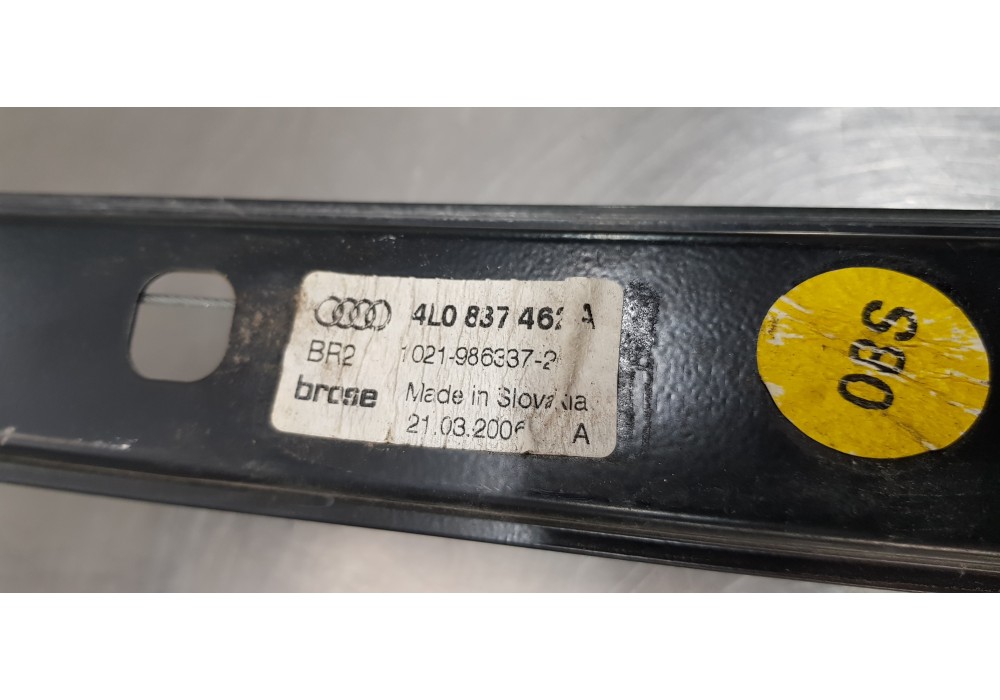 4L0 837 462 A
BR2 1021-986337-2
brose Made in Slovakia
21.03.2006 A
OBS